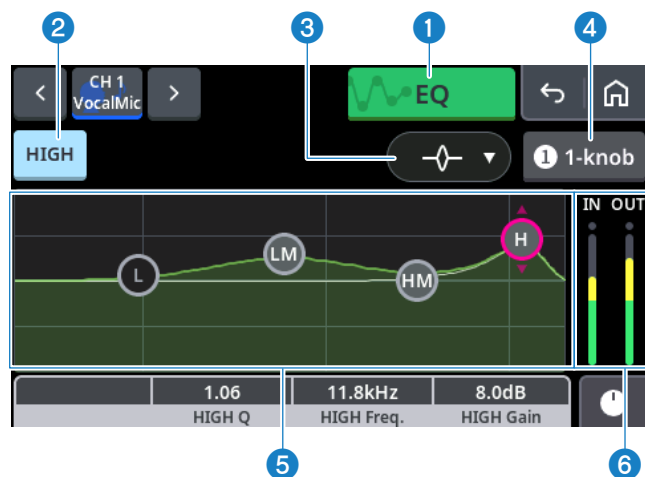 2 3 1 4
CH 1
VocalMic
EQ
HIGH
1 1-knob
IN OUT
L LM HM H
1.06 11.8kHz 8.0dB
HIGH Q HIGH Freq. HIGH Gain
5 6